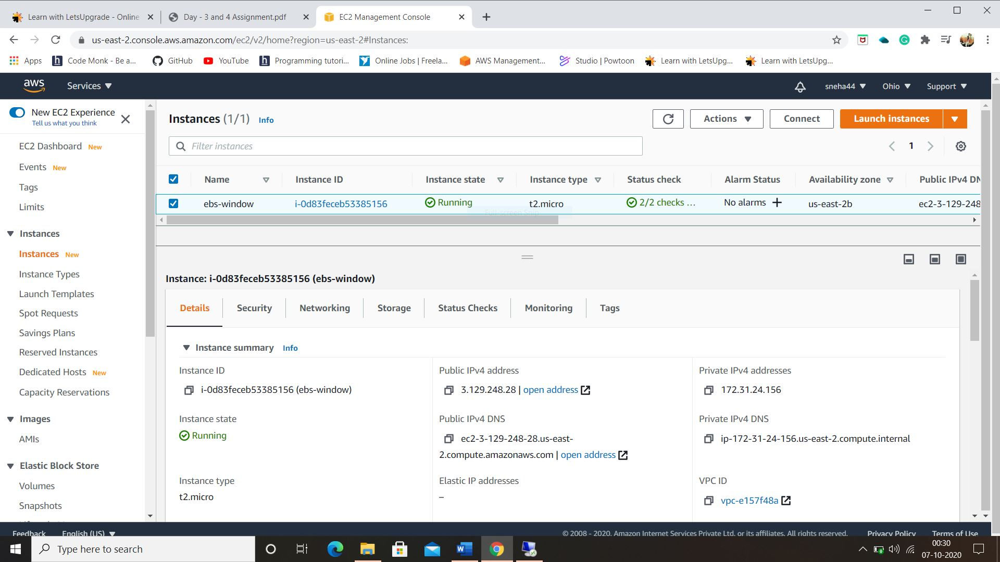 Learn with LetsUpgrade - Online
Day - 3 and 4 Assignment.pdf
EC2 Management Console
us-east-2.console.aws.amazon.com/ec2/v2/home?region=us-east-2#Instances:
Apps
Code Monk - Be a...
GitHub
YouTube
Programming tutori...
Online Jobs | Freela...
AWS Management...
Studio | Powtoon
Learn with LetsUpg...
Learn with LetsUpg...
aws
Services
sneha44
Ohio
Support
New EC2 Experience
Tell us what you think
EC2 Dashboard New
Events New
Tags
Limits
Instances
Instances New
Instance Types
Launch Templates
Spot Requests
Savings Plans
Reserved Instances
Dedicated Hosts New
Capacity Reservations
Images
AMIs
Elastic Block Store
Volumes
Snapshots
Instances (1/1) Info
Actions
Connect
Launch instances
Filter instances
1
Name Instance ID Instance state Instance type Status check Alarm Status Availability zone Public IPv4 DN
ebs-window i-0d83feceb53385156 Running t2.micro 2/2 checks ... No alarms + us-east-2b ec2-3-129-248
Full-screen Snip
Instance: i-0d83feceb53385156 (ebs-window)
Details Security Networking Storage Status Checks Monitoring Tags
Instance summary Info
Instance ID
i-0d83feceb53385156 (ebs-window)
Public IPv4 address
3.129.248.28 | open address
Private IPv4 addresses
172.31.24.156
Instance state
Running
Public IPv4 DNS
ec2-3-129-248-28.us-east-
2.compute.amazonaws.com | open address
Private IPv4 DNS
ip-172-31-24-156.us-east-2.compute.internal
Instance type
t2.micro
Elastic IP addresses
–
VPC ID
vpc-e157f48a
Feedback
English (US)
© 2008 - 2020, Amazon Internet Services Private Ltd. or its affiliates. All rights reserved.
Privacy Policy
Terms of Use
Type here to search
00:30
07-10-2020